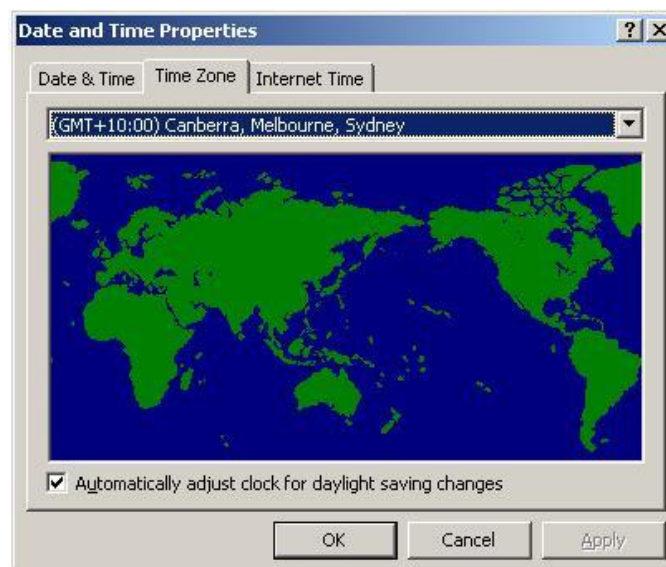 Date and Time Properties
Date & Time Time Zone Internet Time
(GMT+10:00) Canberra, Melbourne, Sydney
Automatically adjust clock for daylight saving changes
OK Cancel Apply